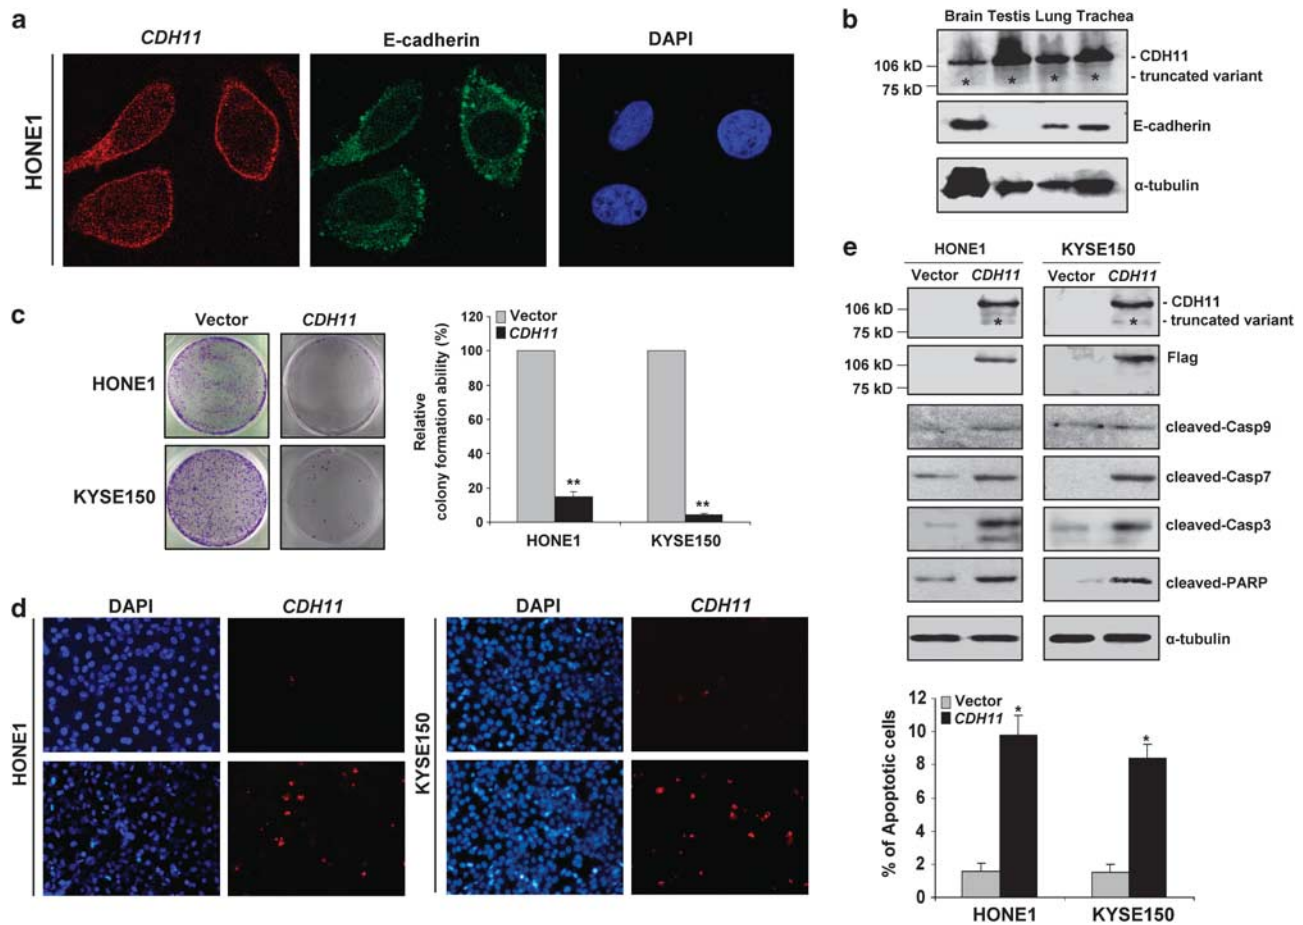 a
CDH11 E-cadherin DAPI
HONE1
b
Brain Testis Lung Trachea
106 kD
75 kD
* * * *
- CDH11
- truncated variant
E-cadherin
α-tubulin
c
Vector CDH11
HONE1
KYSE150
Relative
colony formation ability (%)
120
100
80
60
40
20
0
Vector
CDH11
** **
HONE1 KYSE150
d
DAPI CDH11 DAPI CDH11
HONE1
KYSE150
e
HONE1 KYSE150
Vector CDH11 Vector CDH11
106 kD
75 kD
* *
- CDH11
- truncated variant
106 kD
75 kD
Flag
cleaved-Casp9
cleaved-Casp7
cleaved-Casp3
cleaved-PARP
α-tubulin
% of Apoptotic cells
12
10
8
6
4
2
0
Vector
CDH11
* *
HONE1 KYSE150